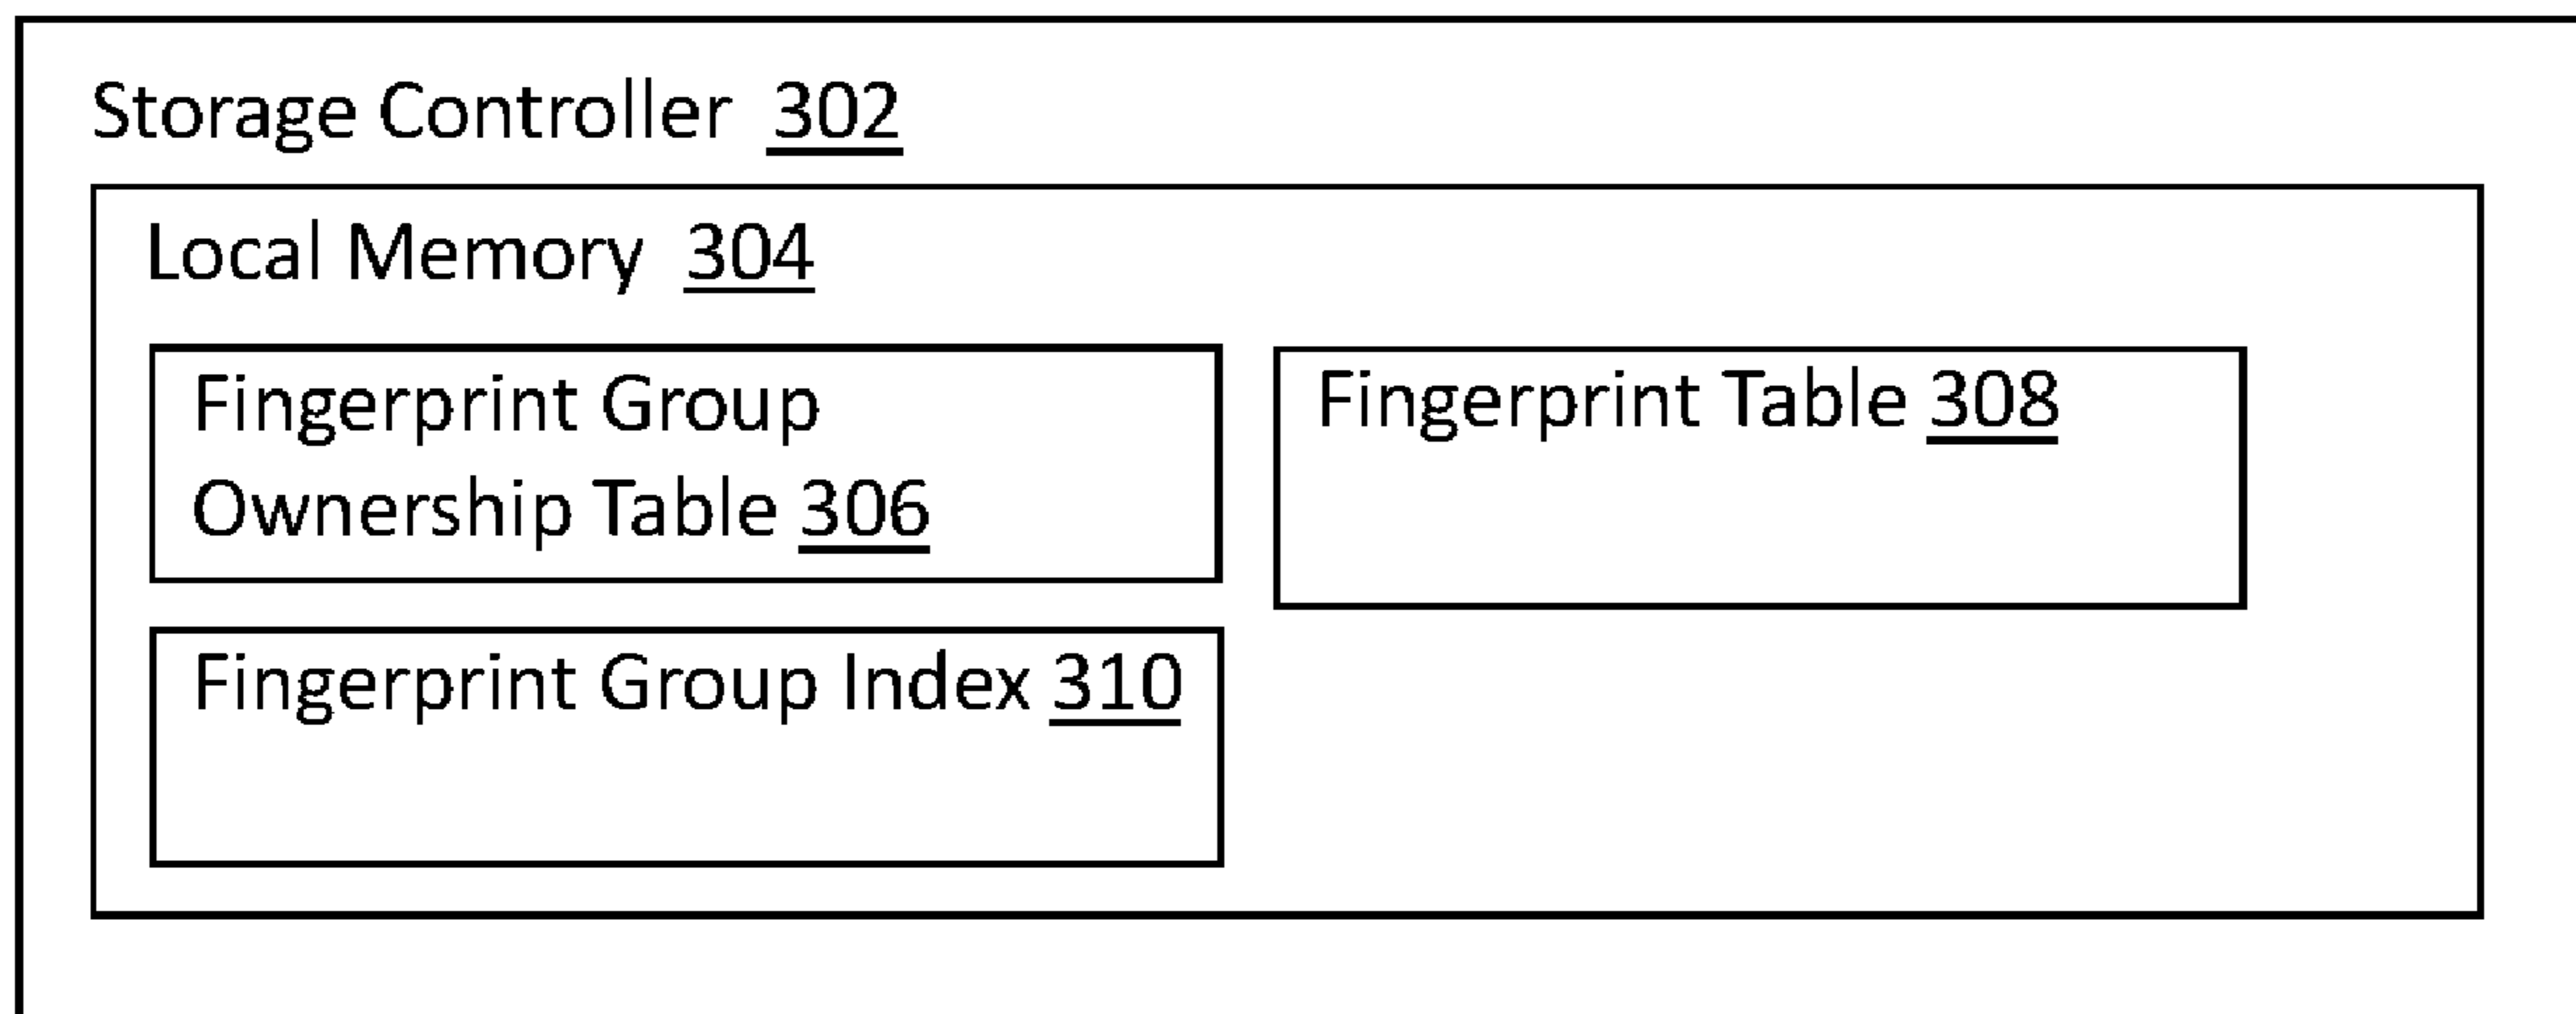 Storage Controller 302
Local Memory 304
Fingerprint Group
Ownership Table 306
Fingerprint Table 308
Fingerprint Group Index 310